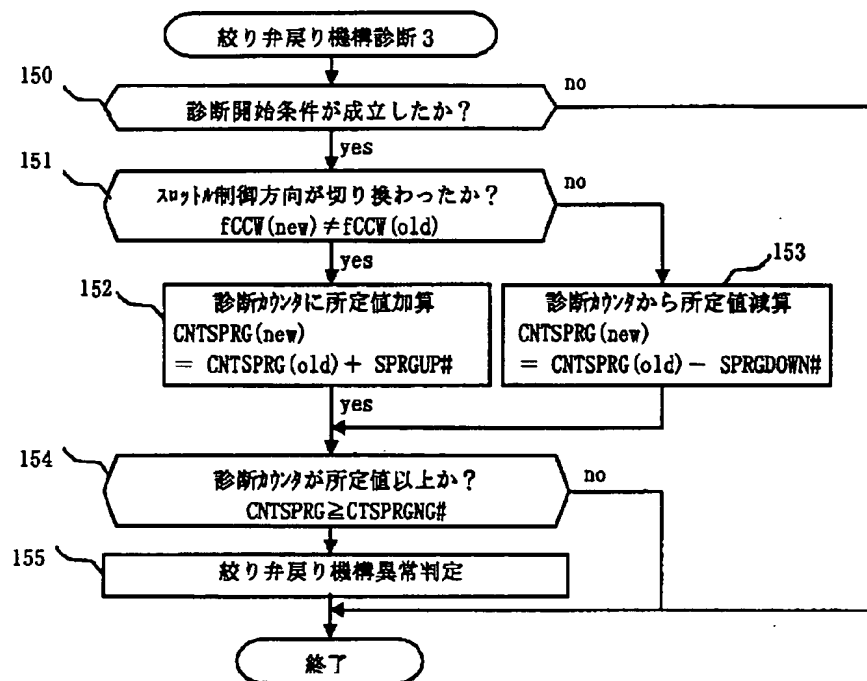 絞り弁戻り機構診断3
150
診断開始条件が成立したか?
no
yes
151
スロットル制御方向が切り換わったか?
fCCW(new)≠fCCW(old)
no
yes
152
診断カウンタに所定値加算
CNTSPRG(new)
= CNTSPRG(old)+ SPRGUP#
153
診断カウンタから所定値減算
CNTSPRG(new)
= CNTSPRG(old)- SPRGDOWN#
yes
154
診断カウンタが所定値以上か?
CNTSPRG≧CTSPRGNG#
no
155
絞り弁戻り機構異常判定
終了